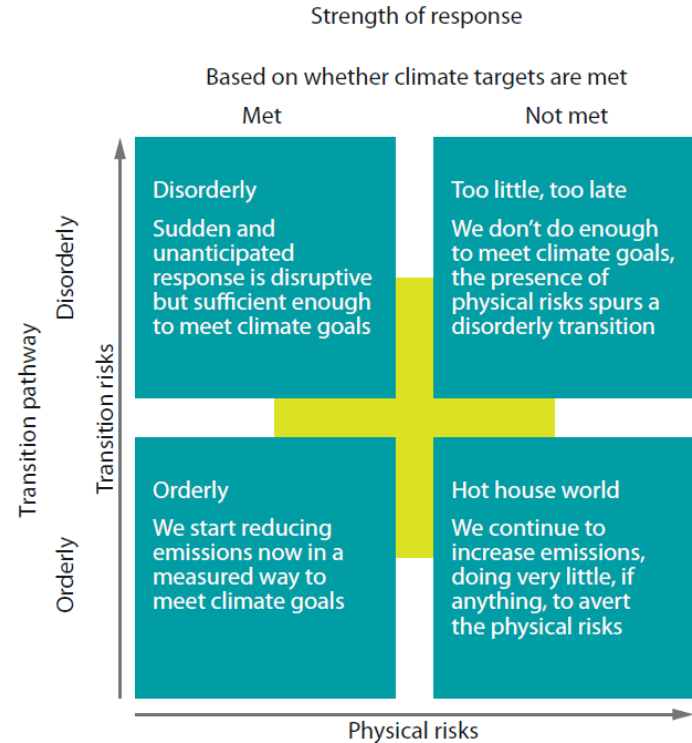 Strength of response
Based on whether climate targets are met
Met
Not met
Transition pathway
Disorderly
Orderly
Transition risks
Disorderly
Sudden and
unanticipated
response is disruptive
but sufficient enough
to meet climate goals
Too little, too late
We don’t do enough
to meet climate goals,
the presence of
physical risks spurs a
disorderly transition
Orderly
We start reducing
emissions now in a
measured way to
meet climate goals
Hot house world
We continue to
increase emissions,
doing very little, if
anything, to avert
the physical risks
Physical risks